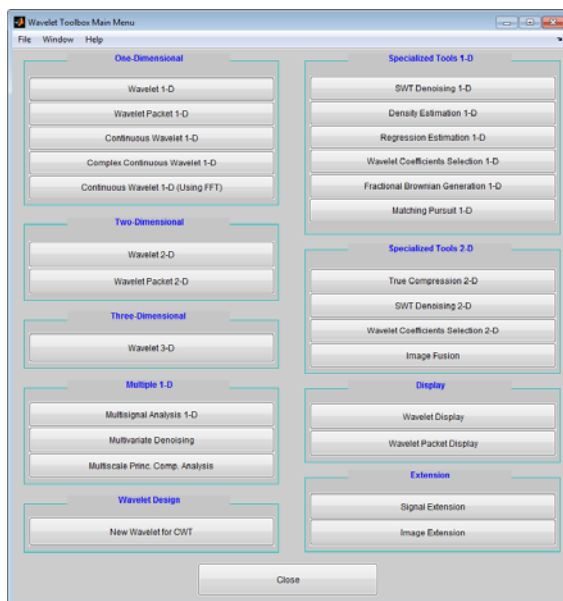 Wavelet Toolbox Main Menu
File Window Help
One-Dimensional
Wavelet 1-D
Wavelet Packet 1-D
Continuous Wavelet 1-D
Complex Continuous Wavelet 1-D
Continuous Wavelet 1-D (Using FFT)
Two-Dimensional
Wavelet 2-D
Wavelet Packet 2-D
Three-Dimensional
Wavelet 3-D
Multiple 1-D
Multisignal Analysis 1-D
Multivariate Denoising
Multiscale Princ. Comp. Analysis
Wavelet Design
New Wavelet for CWT
Specialized Tools 1-D
SWT Denoising 1-D
Density Estimation 1-D
Regression Estimation 1-D
Wavelet Coefficients Selection 1-D
Fractional Brownian Generation 1-D
Matching Pursuit 1-D
Specialized Tools 2-D
True Compression 2-D
SWT Denoising 2-D
Wavelet Coefficients Selection 2-D
Image Fusion
Display
Wavelet Display
Wavelet Packet Display
Extension
Signal Extension
Image Extension
Close